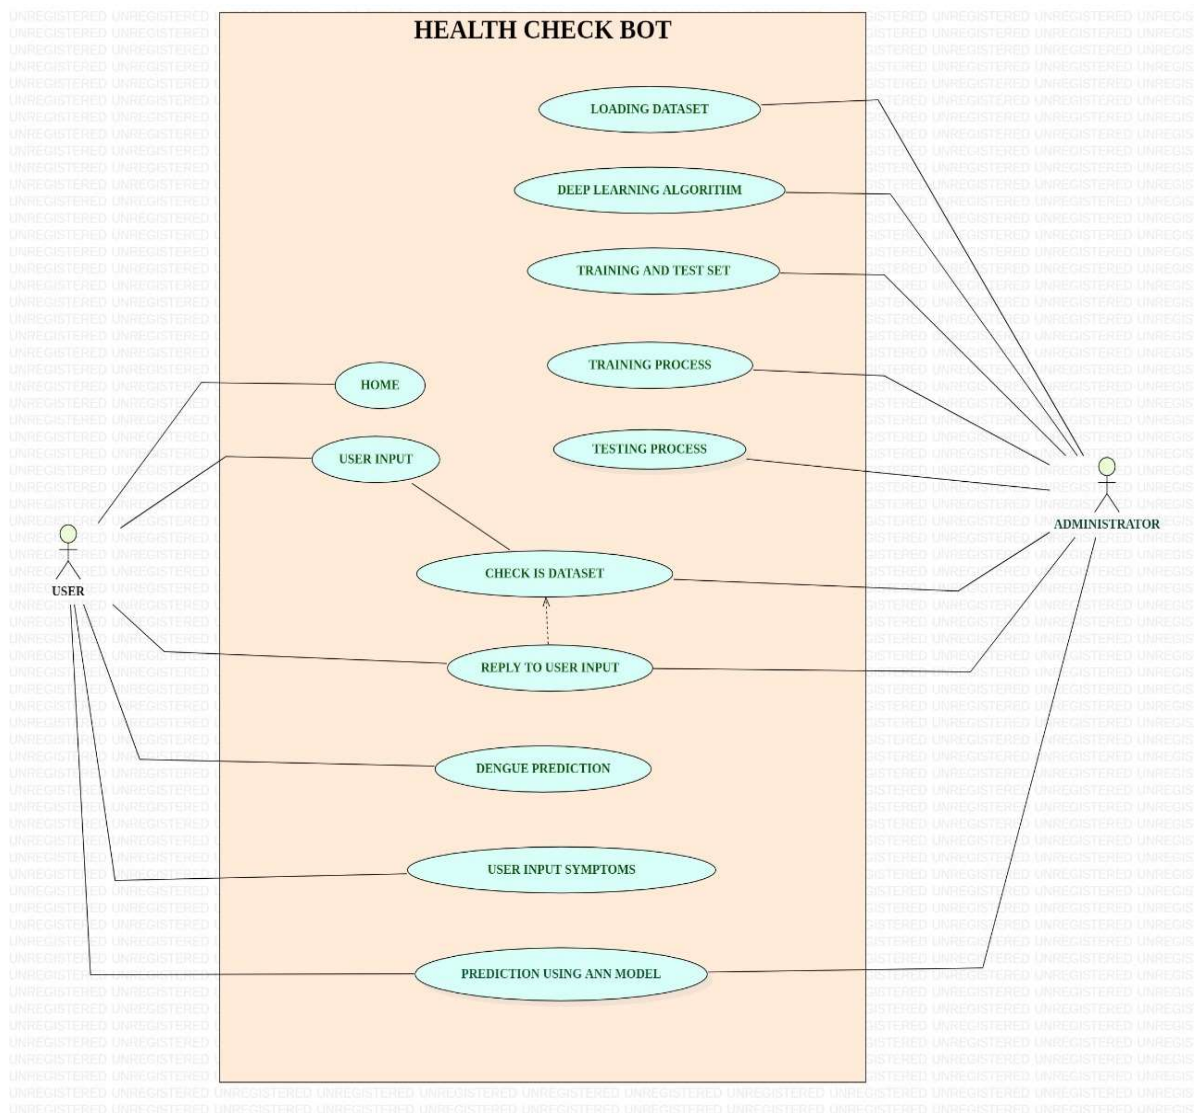 HEALTH CHECK BOT
LOADING DATASET
DEEP LEARNING ALGORITHM
TRAINING AND TEST SET
TRAINING PROCESS
HOME
TESTING PROCESS
USER INPUT
ADMINISTRATOR
CHECK IS DATASET
USER
REPLY TO USER INPUT
DENGUE PREDICTION
USER INPUT SYMPTOMS
PREDICTION USING ANN MODEL